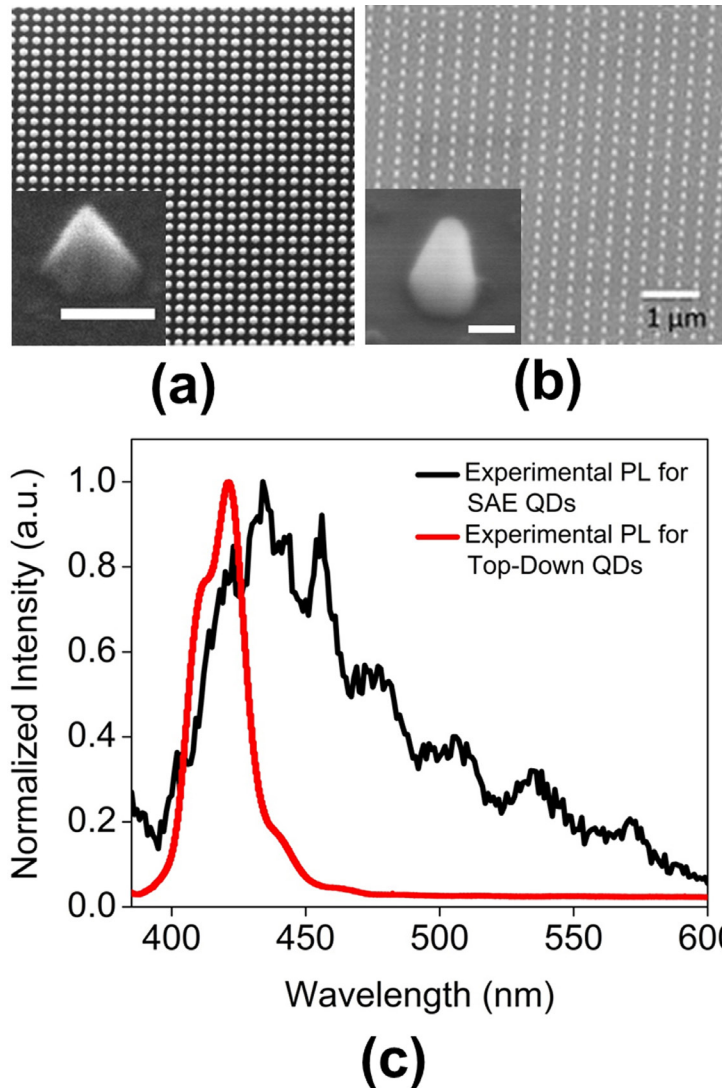 1 μm
(a)
(b)
Normalized Intensity (a.u.)
1.0
0.8
0.6
0.4
0.2
0.0
Experimental PL for
SAE QDs
Experimental PL for
Top-Down QDs
400
450
500
550
Wavelength (nm)
(c)